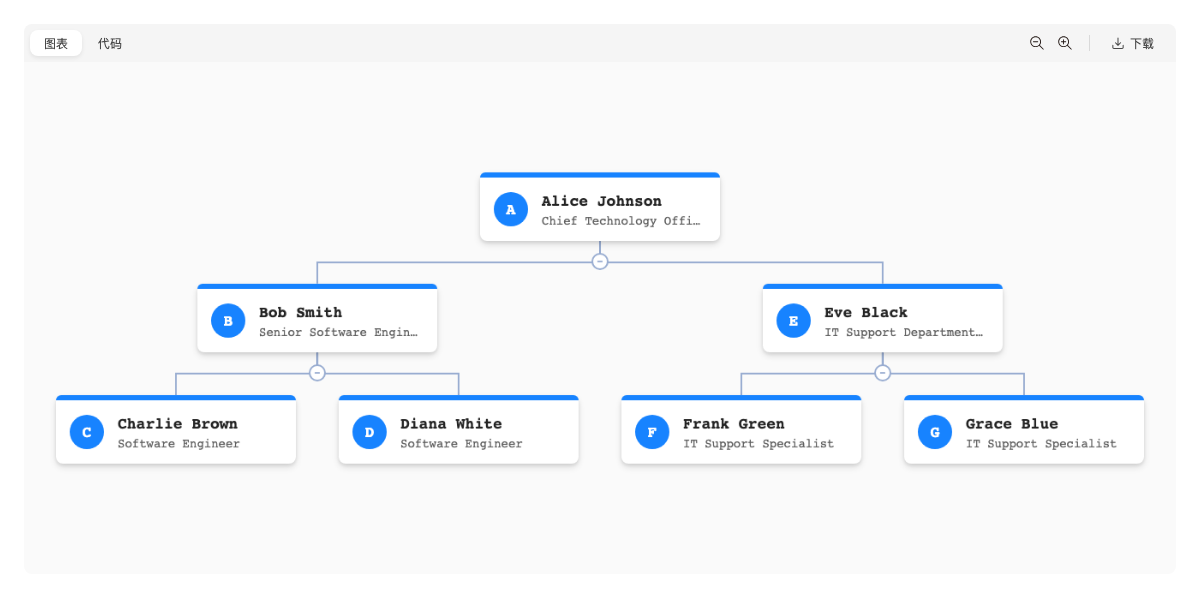 图表
代码
下载
A
Alice Johnson
Chief Technology Offi…
B
Bob Smith
Senior Software Engin…
E
Eve Black
IT Support Department…
C
Charlie Brown
Software Engineer
D
Diana White
Software Engineer
F
Frank Green
IT Support Specialist
G
Grace Blue
IT Support Specialist